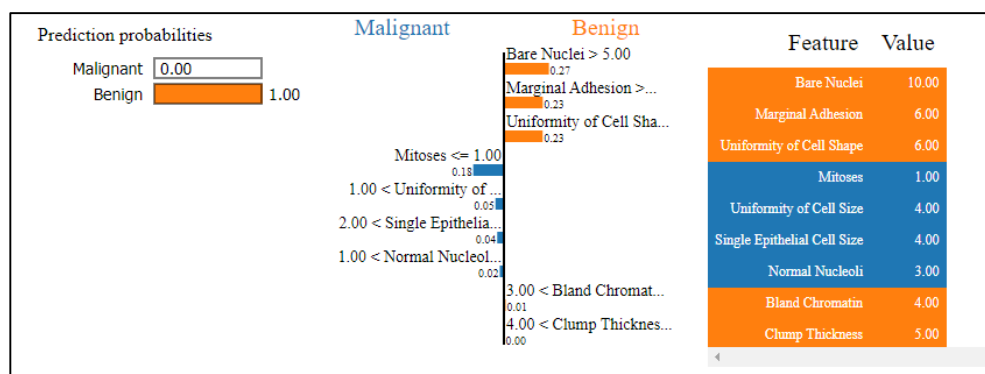 Prediction probabilities
Malignant 0.00
Benign 1.00
Malignant Benign
Bare Nuclei > 5.00
0.27
Marginal Adhesion >...
0.23
Uniformity of Cell Sha...
0.23
Mitoses <= 1.00
0.18
1.00 < Uniformity of ...
0.05
2.00 < Single Epithelia...
0.04
1.00 < Normal Nucleol...
0.02
3.00 < Bland Chromat...
0.01
4.00 < Clump Thicknes...
0.00
Feature Value
Bare Nuclei 10.00
Marginal Adhesion 6.00
Uniformity of Cell Shape 6.00
Mitoses 1.00
Uniformity of Cell Size 4.00
Single Epithelial Cell Size 4.00
Normal Nucleoli 3.00
Bland Chromatin 4.00
Clump Thickness 5.00